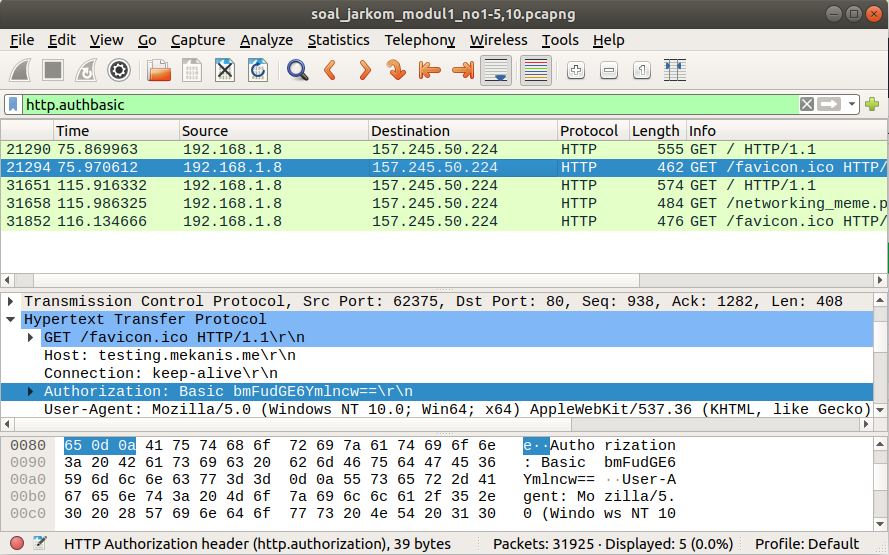 soal_jarkom_modul1_no1-5,10.pcapng
File Edit View Go Capture Analyze Statistics Telephony Wireless Tools Help
http.authbasic
Time Source Destination Protocol Length Info
21290 75.869963 192.168.1.8 157.245.50.224 HTTP 555 GET / HTTP/1.1
21294 75.970612 192.168.1.8 157.245.50.224 HTTP 462 GET /favicon.ico HTTP/
31651 115.916332 192.168.1.8 157.245.50.224 HTTP 574 GET / HTTP/1.1
31658 115.986325 192.168.1.8 157.245.50.224 HTTP 484 GET /networking_meme.p
31852 116.134666 192.168.1.8 157.245.50.224 HTTP 476 GET /favicon.ico HTTP/
Transmission Control Protocol, Src Port: 62375, Dst Port: 80, Seq: 938, Ack: 1282, Len: 408
Hypertext Transfer Protocol
GET /favicon.ico HTTP/1.1\r\n
Host: testing.mekanis.me\r\n
Connection: keep-alive\r\n
Authorization: Basic bmFudGE6Ymlncw==\r\n
User-Agent: Mozilla/5.0 (Windows NT 10.0; Win64; x64) AppleWebKit/537.36 (KHTML, like Gecko)
0080 65 0d 0a 41 75 74 68 6f 72 69 7a 61 74 69 6f 6e e··Autho rization
0090 3a 20 42 61 73 69 63 20 62 6d 46 75 64 47 45 36 : Basic bmFudGE6
00a0 59 6d 6c 6e 63 77 3d 3d 0d 0a 55 73 65 72 2d 41 Ymlncw== ··User-A
00b0 67 65 6e 74 3a 20 4d 6f 7a 69 6c 6c 61 2f 35 2e gent: Mo zilla/5.
00c0 30 20 28 57 69 6e 64 6f 77 73 20 4e 54 20 31 30 0 (Windo ws NT 10
HTTP Authorization header (http.authorization), 39 bytes Packets: 31925 · Displayed: 5 (0.0%) Profile: Default